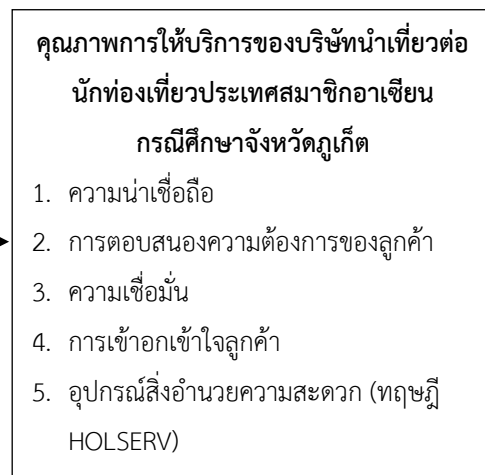 คุณภาพการให้บริการของบริษัทนำเที่ยวต่อ
นักท่องเที่ยวประเทศสมาชิกอาเซียน
กรณีศึกษาจังหวัดภูเก็ต
1. ความน่าเชื่อถือ
2. การตอบสนองความต้องการของลูกค้า
3. ความเชื่อมั่น
4. การเข้าอกเข้าใจลูกค้า
5. อุปกรณ์สิ่งอำนวยความสะดวก (ทฤษฎี
HOLSERV)